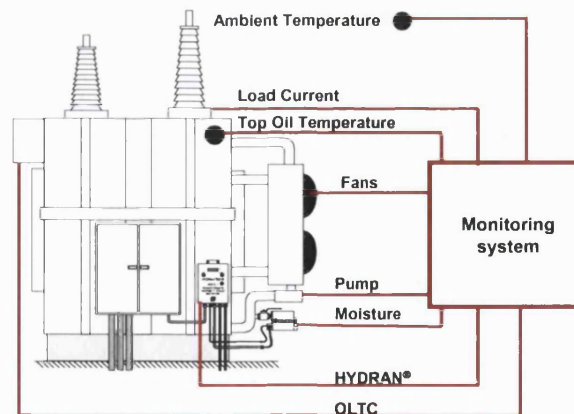 Ambient Temperature
Load Current
Top Oil Temperature
Fans
Monitoring
system
Pump
Moisture
HYDRAN®
OLTC